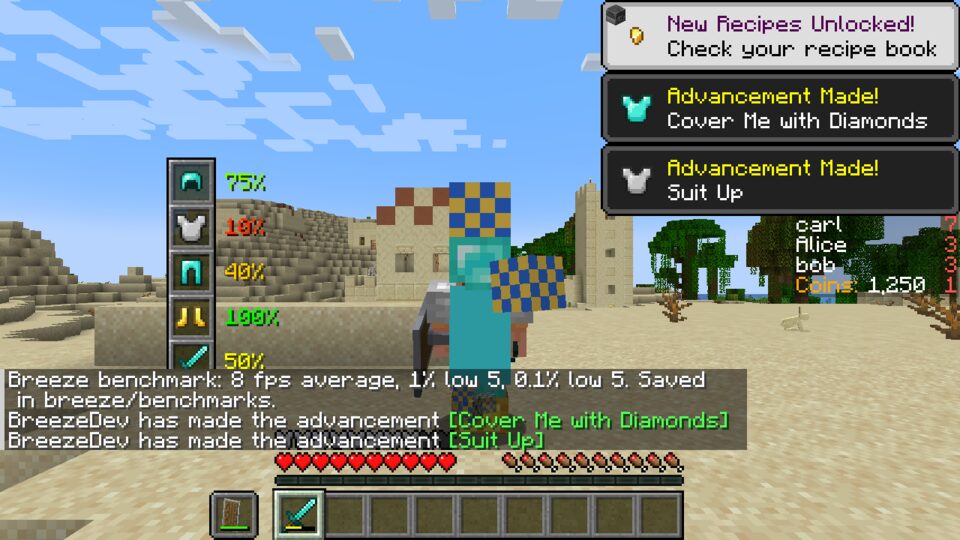 New Recipes Unlocked!
Check your recipe book
Advancement Made!
Cover Me with Diamonds
Advancement Made!
Suit Up
75%
10%
40%
100%
50%
carl 7
Alice 3
bob 3
Coins: 1,250 1
Breeze benchmark: 8 fps average, 1% low 5, 0.1% low 5. Saved
in breeze/benchmarks.
BreezeDev has made the advancement [Cover Me with Diamonds]
BreezeDev has made the advancement [Suit Up]